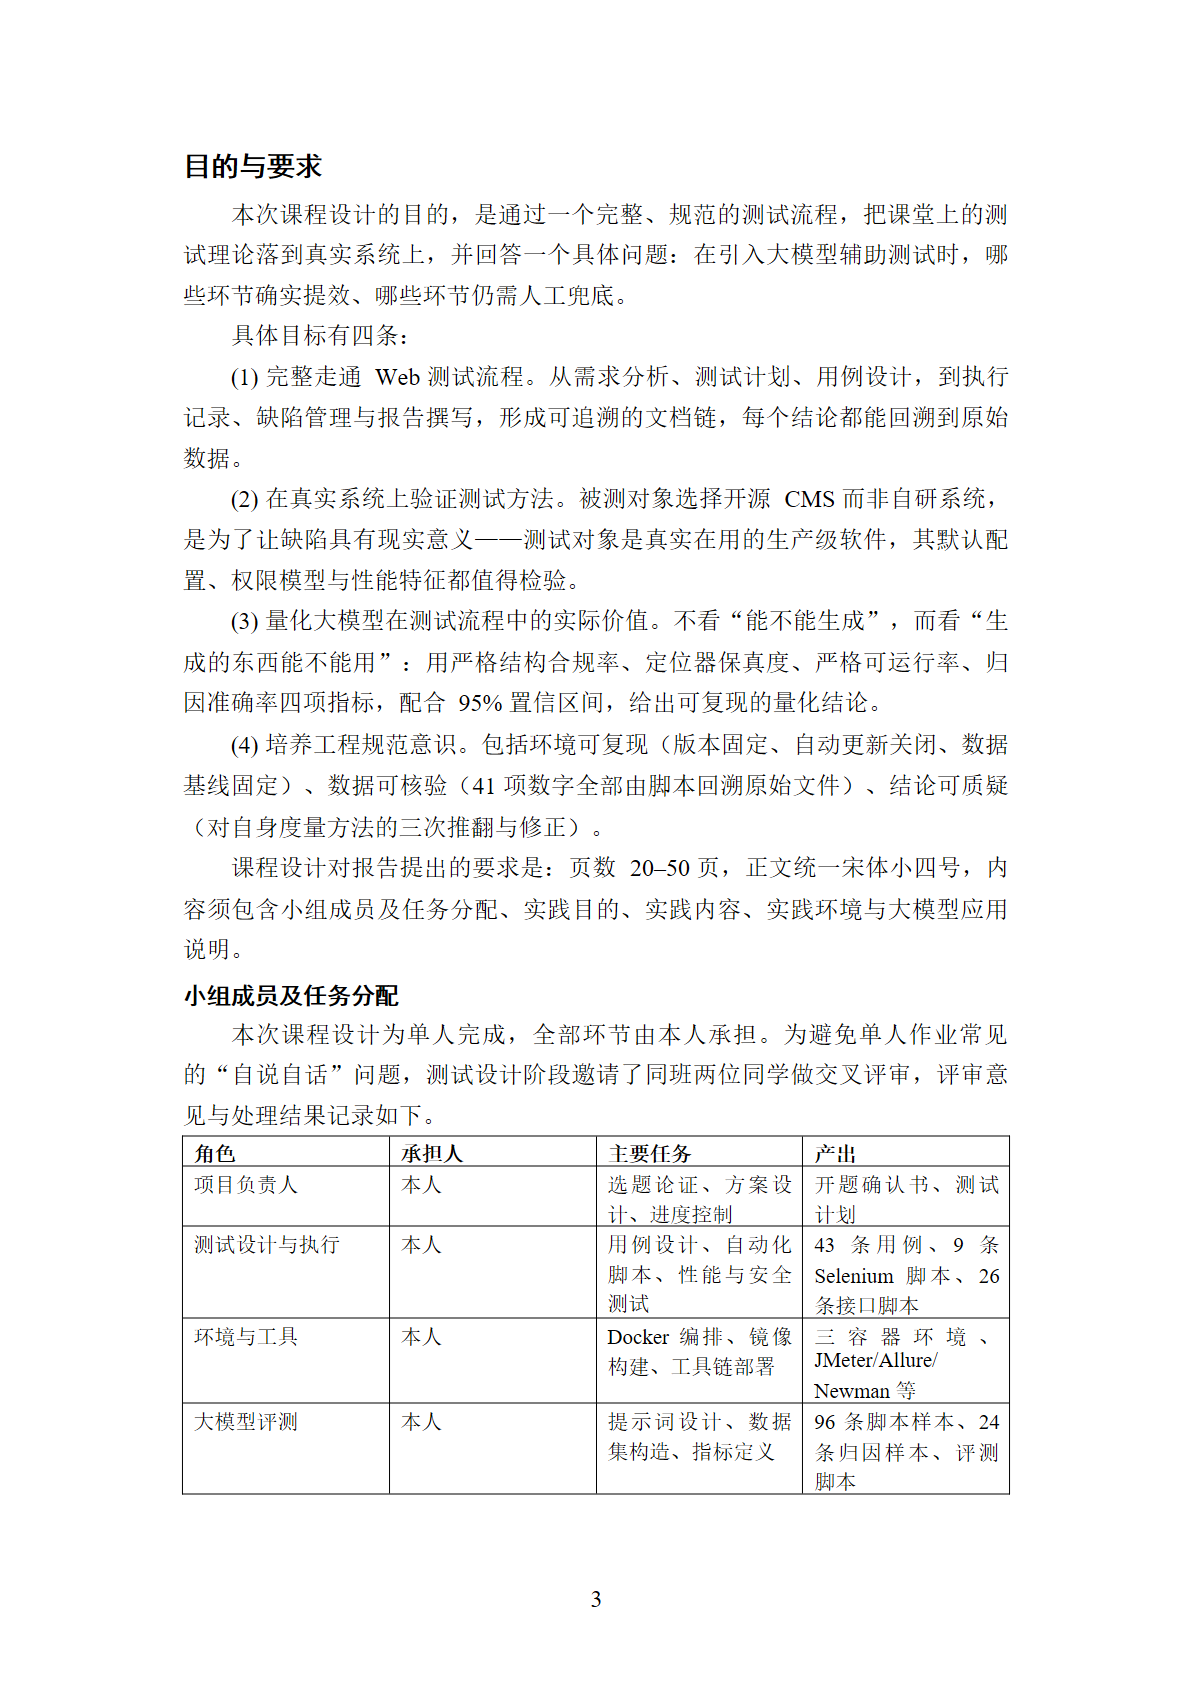 目的与要求
本次课程设计的目的，是通过一个完整、规范的测试流程，把课堂上的测
试理论落到真实系统上，并回答一个具体问题：在引入大模型辅助测试时，哪
些环节确实提效、哪些环节仍需人工兜底。
具体目标有四条：
(1) 完整走通 Web 测试流程。从需求分析、测试计划、用例设计，到执行
记录、缺陷管理与报告撰写，形成可追溯的文档链，每个结论都能回溯到原始
数据。
(2) 在真实系统上验证测试方法。被测对象选择开源 CMS 而非自研系统，
是为了让缺陷具有现实意义——测试对象是真实在用的生产级软件，其默认配
置、权限模型与性能特征都值得检验。
(3) 量化大模型在测试流程中的实际价值。不看“能不能生成”，而看“生
成的东西能不能用”：用严格结构合规率、定位器保真度、严格可运行率、归
因准确率四项指标，配合 95% 置信区间，给出可复现的量化结论。
(4) 培养工程规范意识。包括环境可复现（版本固定、自动更新关闭、数据
基线固定）、数据可核验（41 项数字全部由脚本回溯原始文件）、结论可质疑
（对自身度量方法的三次推翻与修正）。
课程设计对报告提出的要求是：页数 20–50 页，正文统一宋体小四号，内
容须包含小组成员及任务分配、实践目的、实践内容、实践环境与大模型应用
说明。
小组成员及任务分配
本次课程设计为单人完成，全部环节由本人承担。为避免单人作业常见
的“自说自话”问题，测试设计阶段邀请了同班两位同学做交叉评审，评审意
见与处理结果记录如下。
角色 承担人 主要任务 产出
项目负责人 本人 选题论证、方案设 开题确认书、测试
计、进度控制 计划
测试设计与执行 本人 用例设计、自动化 43 条用例、9 条
脚本、性能与安全 Selenium 脚本、26
测试 条接口脚本
环境与工具 本人 Docker 编排、镜像 三容器环境、
构建、工具链部署 JMeter/Allure/
Newman 等
大模型评测 本人 提示词设计、数据 96 条脚本样本、24
集构造、指标定义 条归因样本、评测
脚本
3